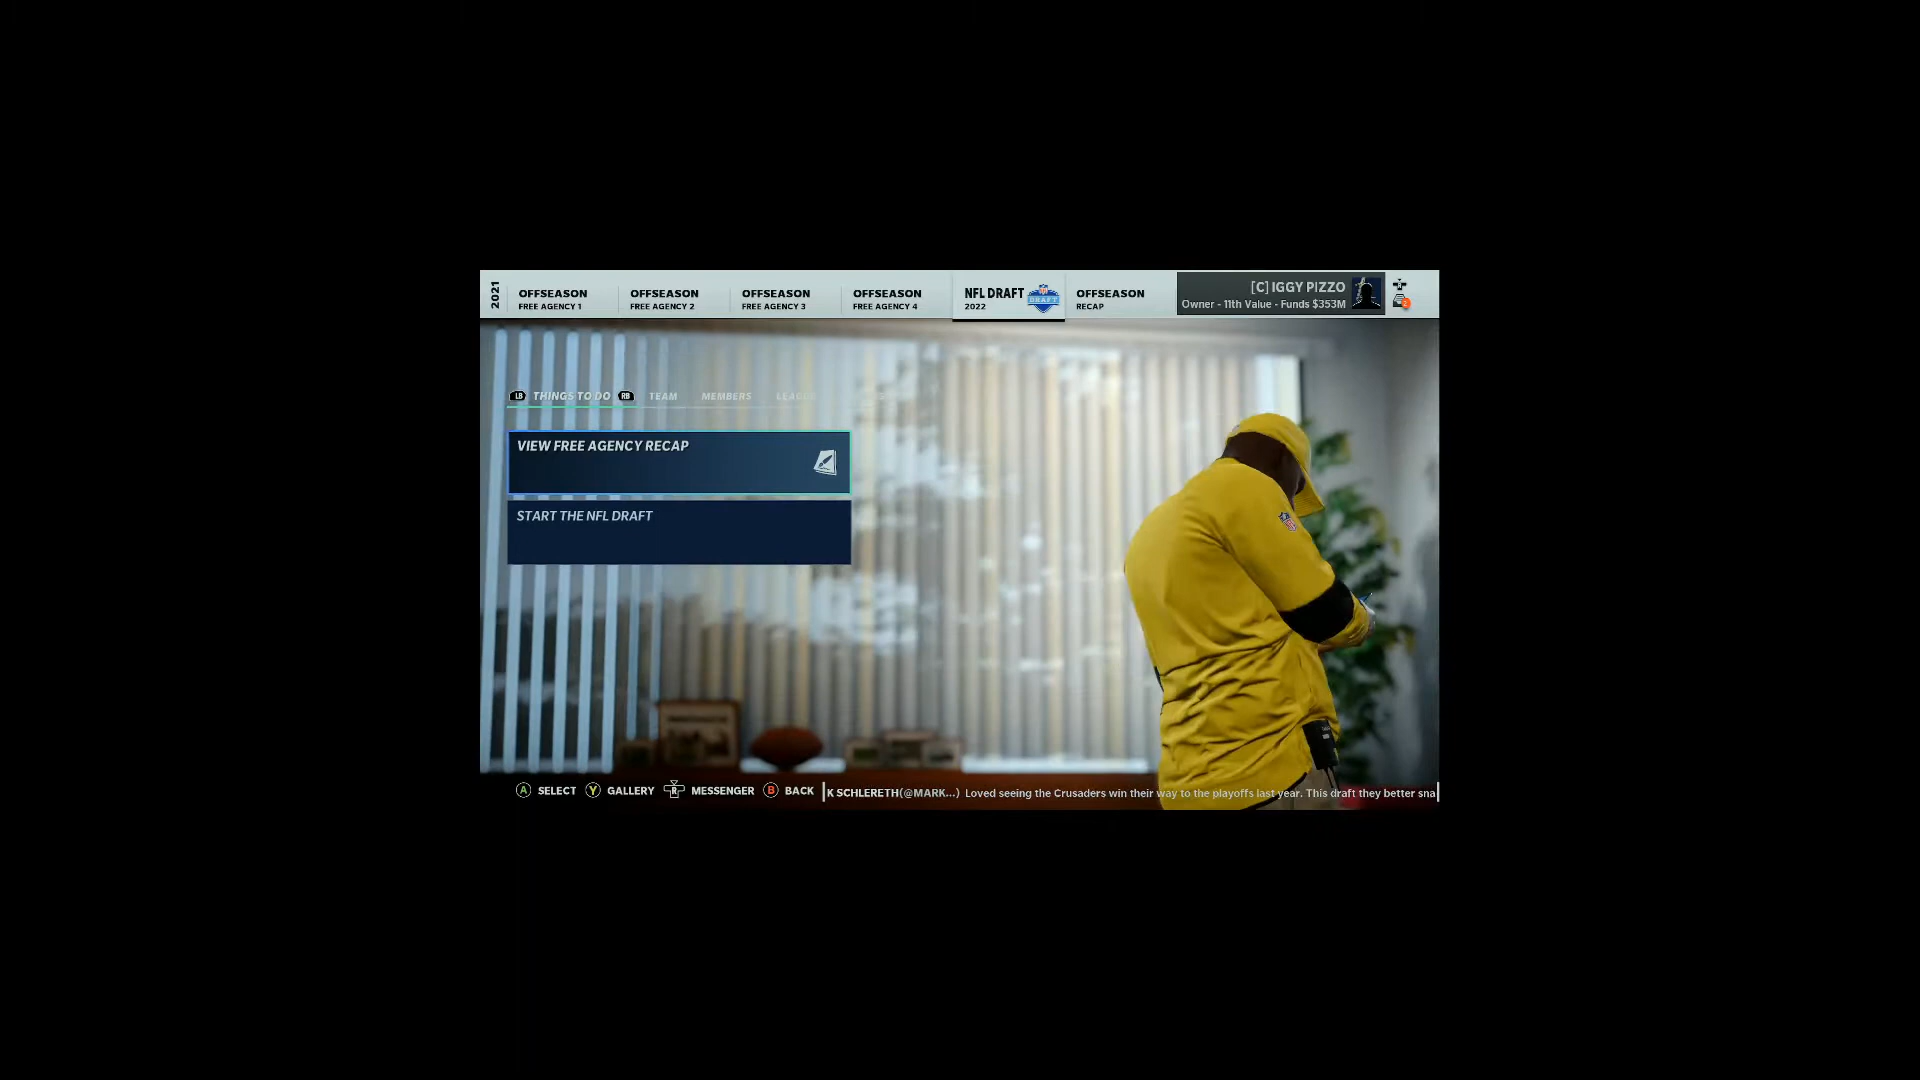 2021
OFFSEASON
FREE AGENCY 1
OFFSEASON
FREE AGENCY 2
OFFSEASON
FREE AGENCY 3
OFFSEASON
FREE AGENCY 4
NFL DRAFT
2022
DRAFT
OFFSEASON
RECAP
[C] IGGY PIZZO
Owner - 11th Value - Funds $353M
LB THINGS TO DO RB TEAM MEMBERS
VIEW FREE AGENCY RECAP
START THE NFL DRAFT
A SELECT Y GALLERY R MESSENGER B BACK
K SCHLERETH(@MARK...) Loved seeing the Crusaders win their way to the playoffs last year. This draft they better sna